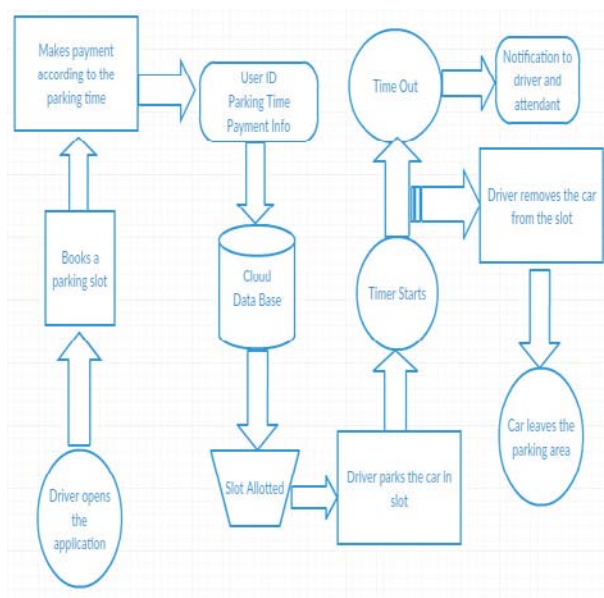 Makes payment
according to the
parking time
User ID
Parking Time
Payment Info
Time Out
Notification to
driver and
attendant
Books a
parking slot
Cloud
Data Base
Timer Starts
Driver removes the car
from the slot
Driver opens
the
application
Slot Allotted
Driver parks the car in
slot
Car leaves the
parking area